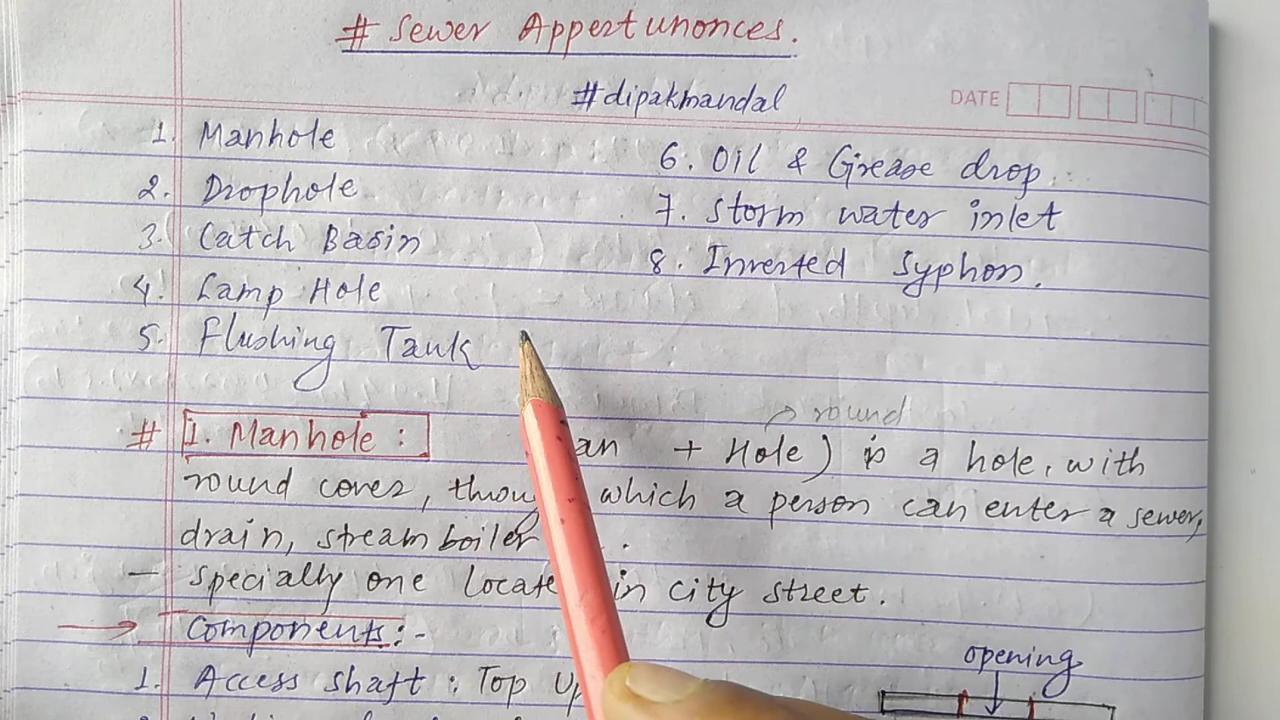 # Sewer Appertunonces.
#dipakmandal
DATE
1. Manhole
2. Drophole
3. Catch Basin
4. Lamp Hole
5. Flushing Tank
6. Oil & Grease drop
7. Storm water inlet
8. Inverted Syphon.
round
# 1. Manhole : an + Hole) is a hole, with
round cover, throug which a person can enter a sewer,
drain, stream boiler
- specially one locate in city street.
→ Components:-
1. Access shaft : Top Up
opening